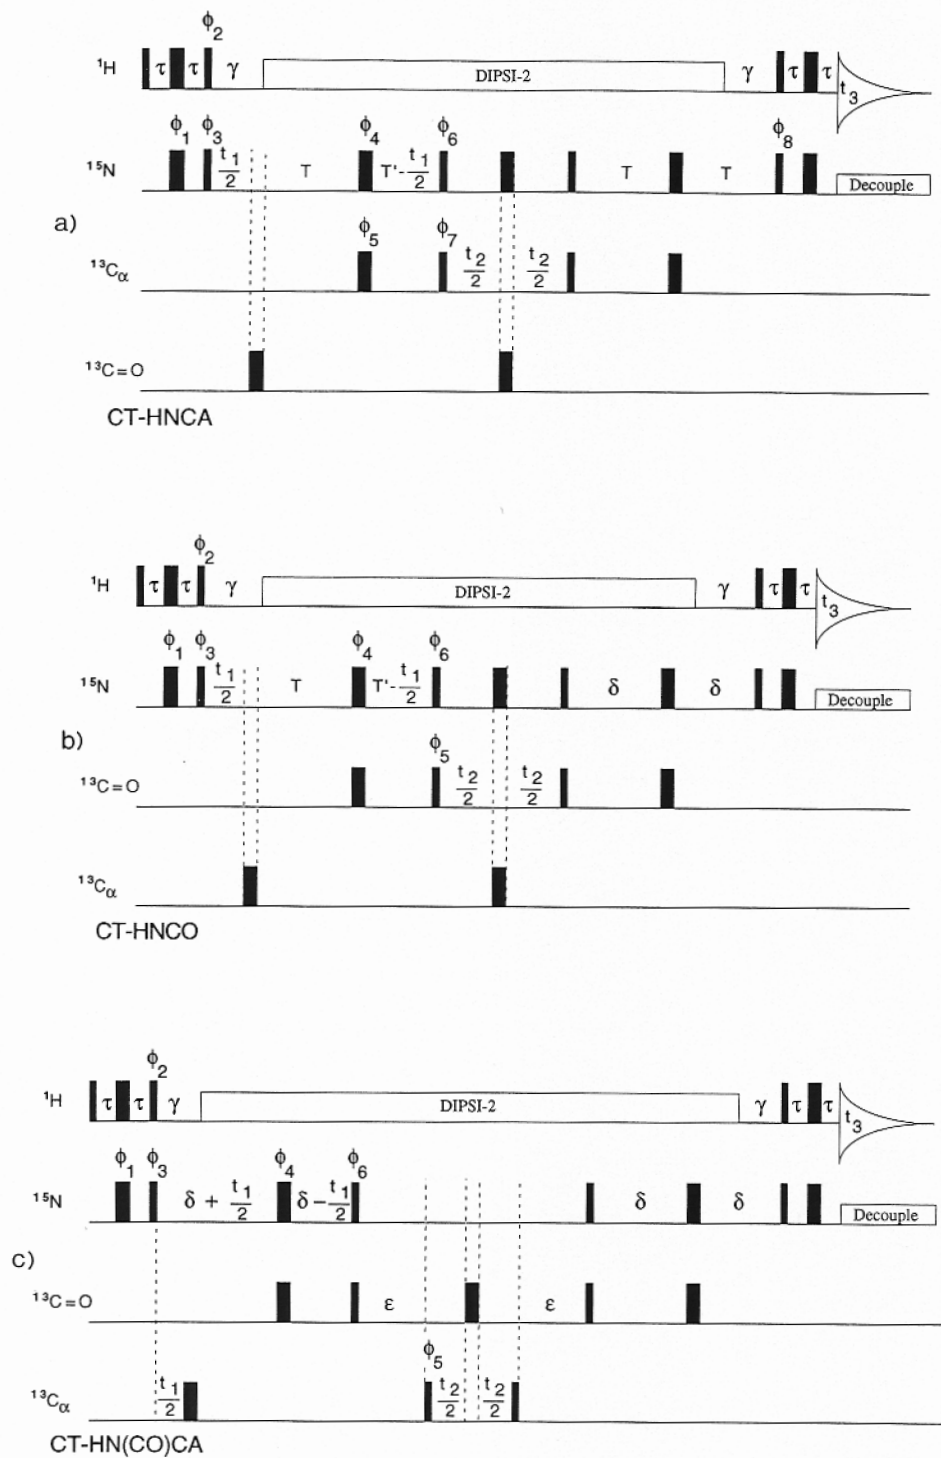 ϕ2
¹H τ τ γ DIPSI-2 γ τ τ t3
ϕ1 ϕ3 ϕ4 ϕ6 ϕ8
¹⁵N t1/2 T T'-t1/2 T T Decouple
a)
ϕ5 ϕ7
¹³Cα t2/2 t2/2
¹³C=O
CT-HNCA
ϕ2
¹H τ τ γ DIPSI-2 γ τ τ t3
ϕ1 ϕ3 ϕ4 ϕ6
¹⁵N t1/2 T T'-t1/2 δ δ Decouple
b)
ϕ5
¹³C=O t2/2 t2/2
¹³Cα
CT-HNCO
ϕ2
¹H τ τ γ DIPSI-2 γ τ τ t3
ϕ1 ϕ3 ϕ4 ϕ6
¹⁵N δ + t1/2 δ - t1/2 δ δ Decouple
c)
¹³C=O ε ε
ϕ5
¹³Cα t1/2 t2/2 t2/2
CT-HN(CO)CA